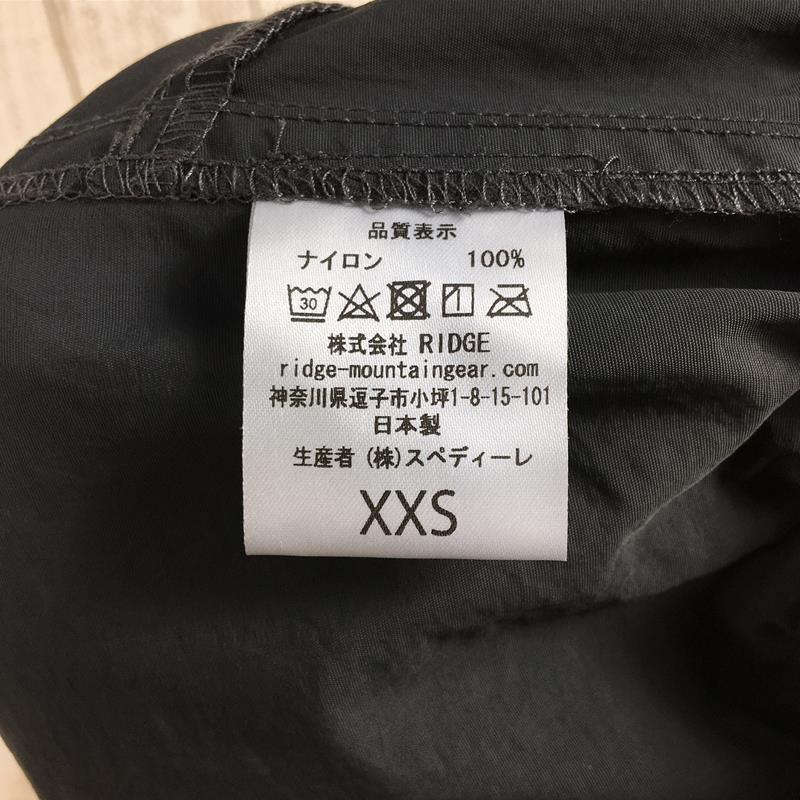 品質表示
ナイロン 100%
30
株式会社 RIDGE
ridge-mountaingear.com
神奈川県逗子市小坪1-8-15-101
日本製
生産者 (株)スペディーレ
XXS